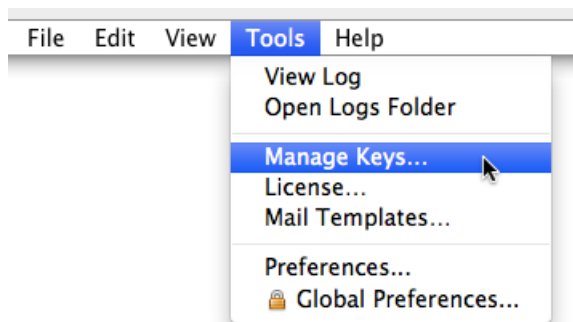 File Edit View Tools Help
View Log
Open Logs Folder
Manage Keys...
License...
Mail Templates...
Preferences...
Global Preferences...